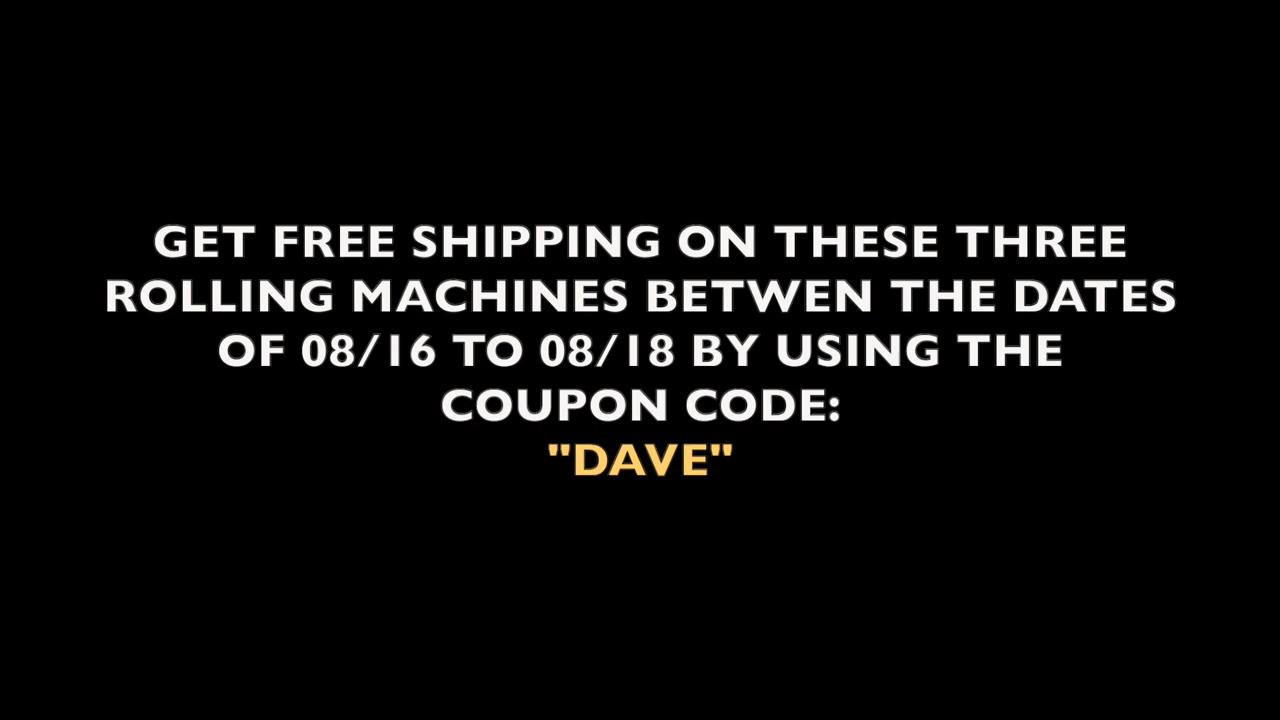 GET FREE SHIPPING ON THESE THREE
ROLLING MACHINES BETWEN THE DATES
OF 08/16 TO 08/18 BY USING THE
COUPON CODE:
"DAVE"